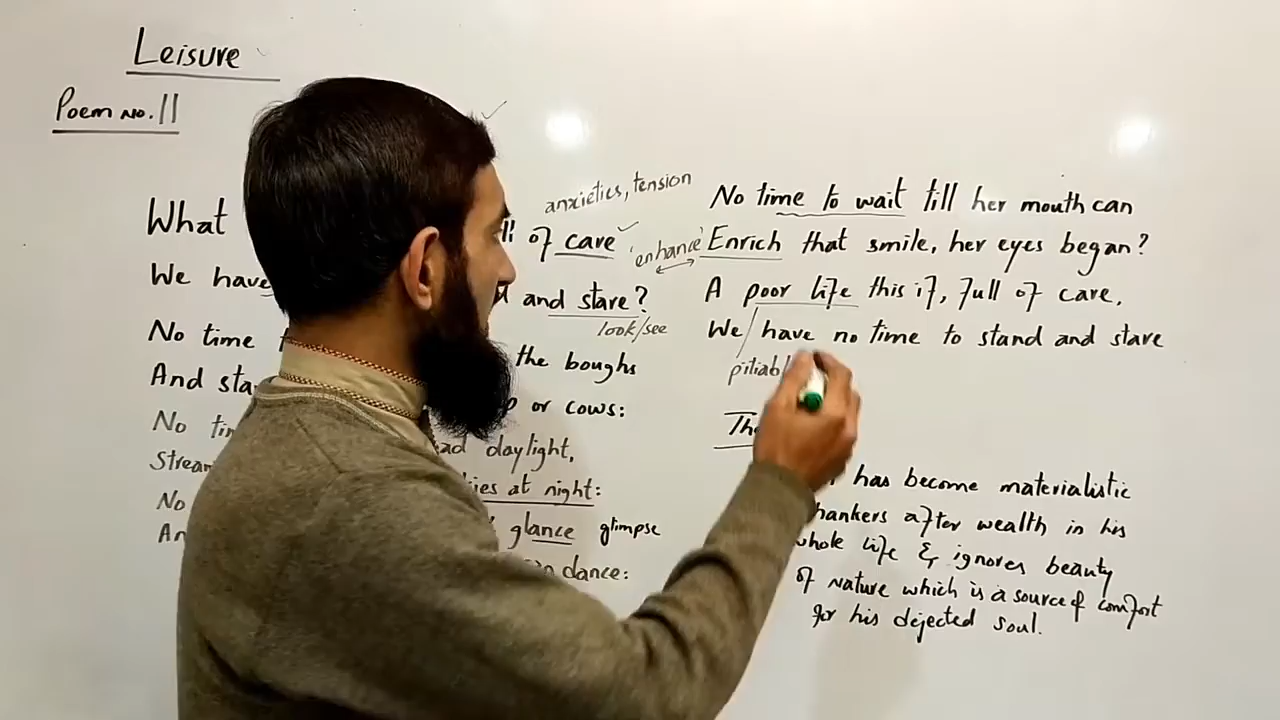 Leisure
Poem No. 11
What
of care
anxieties, tension
We have
and stare?
look/see
No time
the boughs
And sta
or cows:
No tim
ad daylight,
Stream
ies at night:
No
glance glimpse
An
dance:
No time to wait till her mouth can
'enhance' Enrich that smile, her eyes began?
A poor life this if, full of care,
We have no time to stand and stare
pitiabl
The
has become materialistic
hankers after wealth in his
whole life & ignores beauty
of nature which is a source of comfort
for his dejected soul.